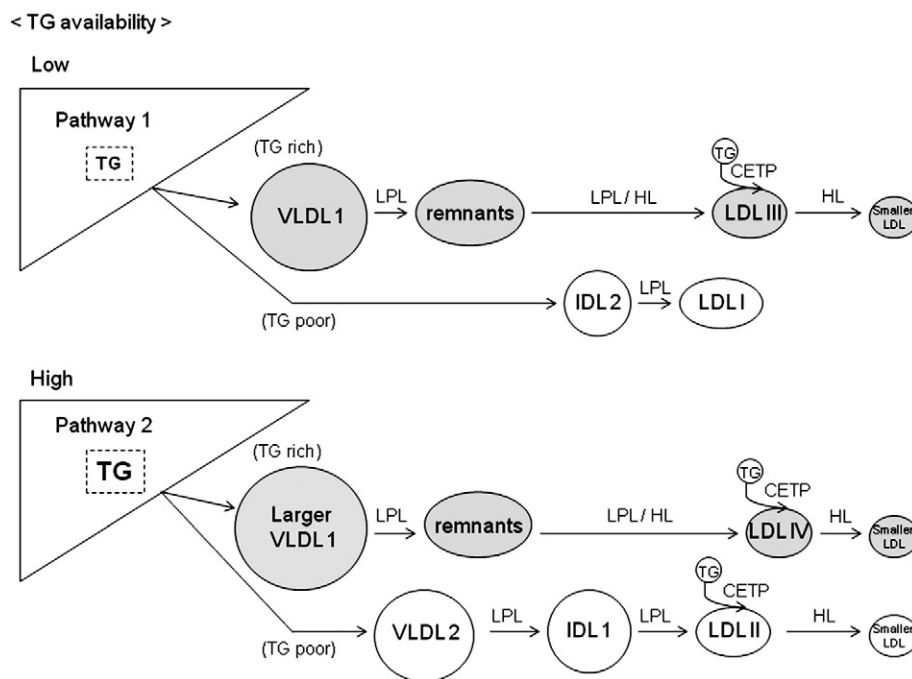 < TG availability >
Low
Pathway 1
TG
(TG rich)
VLDL 1
LPL
remnants
LPL / HL
TG
CETP
LDL III
HL
Smaller
LDL
(TG poor)
IDL 2
LPL
LDL I
High
Pathway 2
TG
(TG rich)
Larger
VLDL 1
LPL
remnants
LPL / HL
TG
CETP
LDL IV
HL
Smaller
LDL
(TG poor)
VLDL 2
LPL
IDL 1
LPL
TG
CETP
LDL II
HL
Smaller
LDL